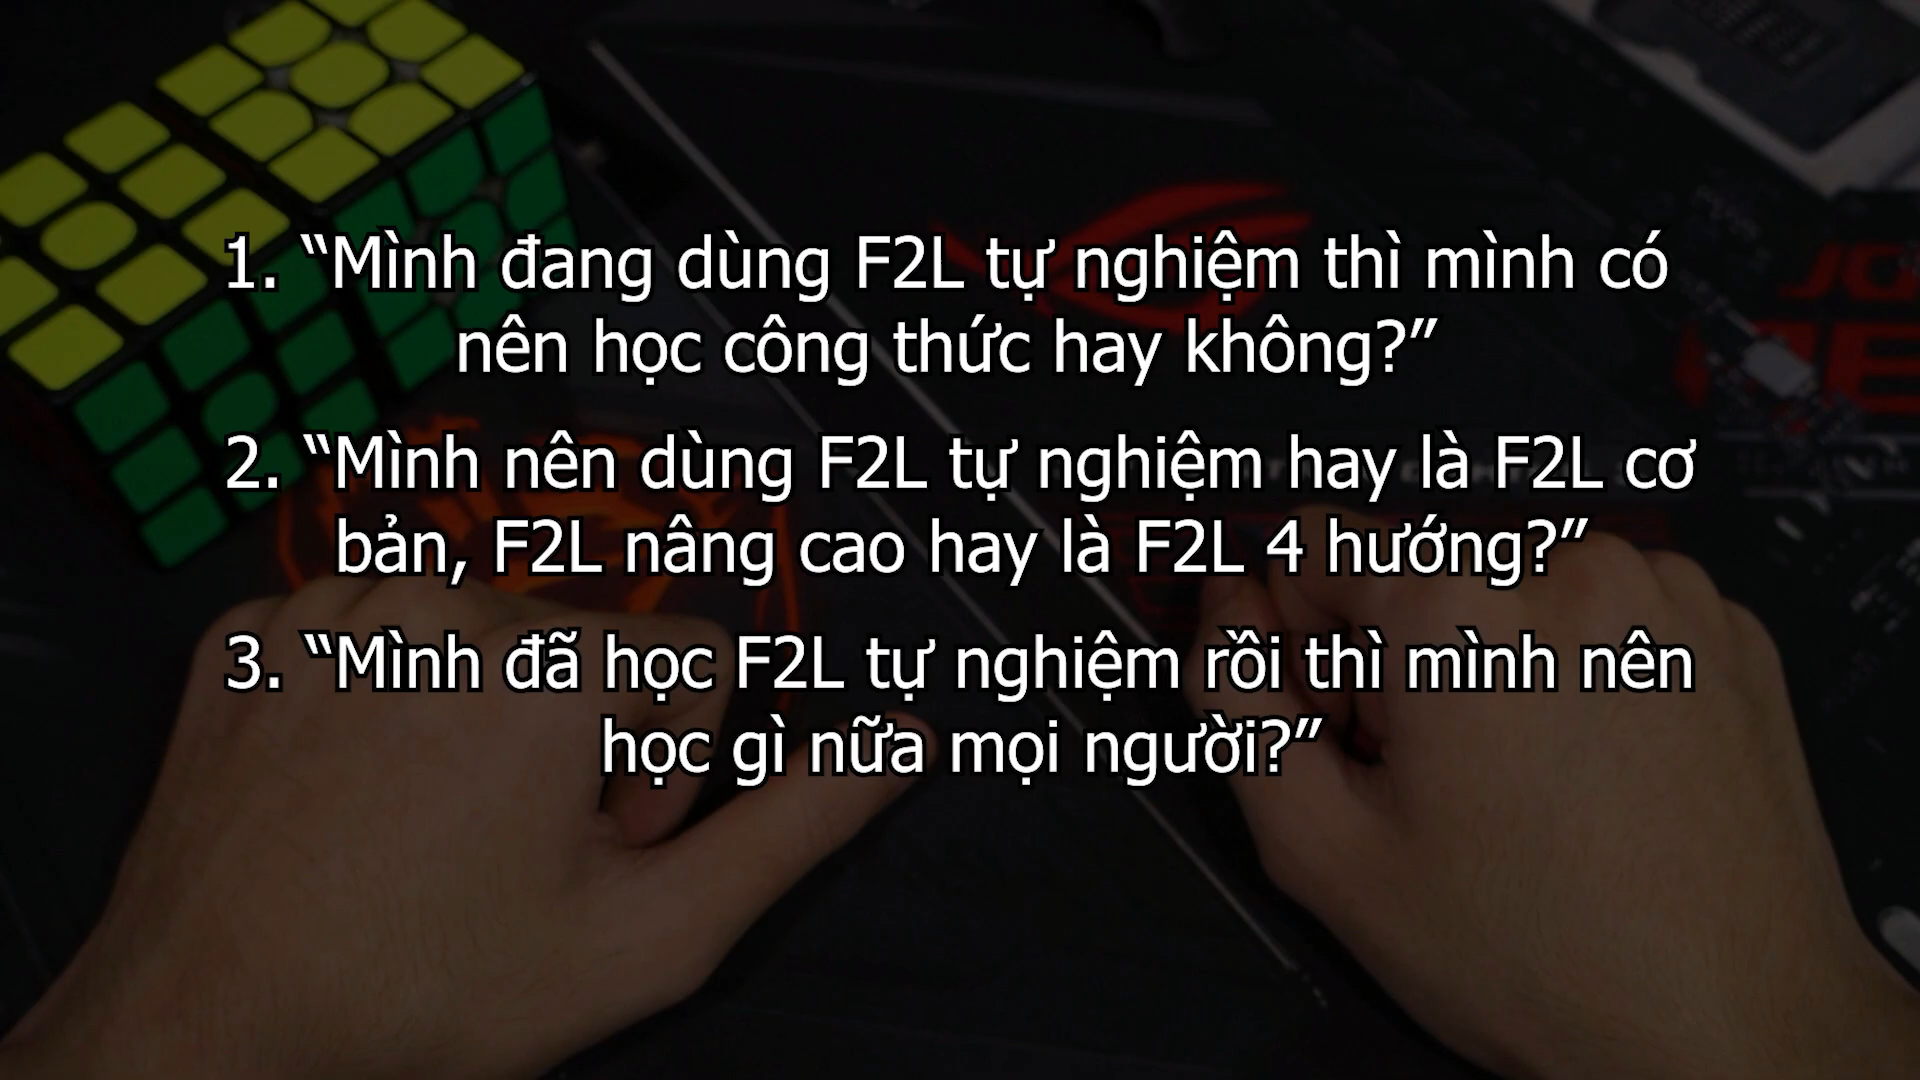 1. “Mình đang dùng F2L tự nghiệm thì mình có
nên học công thức hay không?”
2. “Mình nên dùng F2L tự nghiệm hay là F2L cơ
bản, F2L nâng cao hay là F2L 4 hướng?”
3. “Mình đã học F2L tự nghiệm rồi thì mình nên
học gì nữa mọi người?”